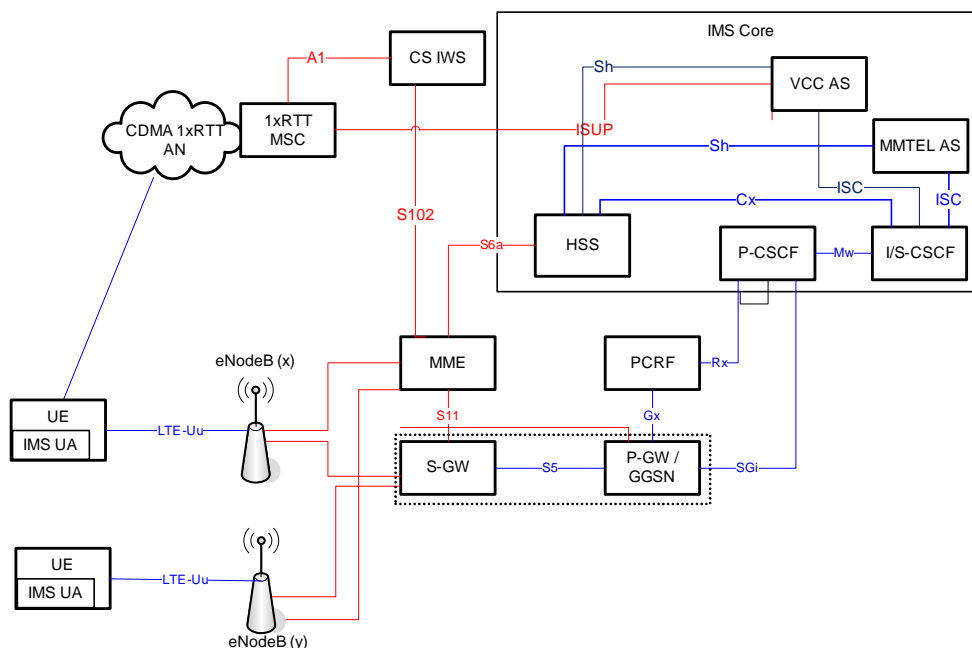 IMS Core
CS IWS
A1
Sh
VCC AS
CDMA 1xRTT
AN
1xRTT
MSC
ISUP
Sh
MMTEL AS
ISC
ISC
Cx
S102
S6a
HSS
P-CSCF
Mw
I/S-CSCF
eNodeB (x)
MME
PCRF
Rx
UE
IMS UA
LTE-Uu
S11
Gx
S-GW
S5
P-GW /
GGSN
SGi
UE
IMS UA
LTE-Uu
eNodeB (y)